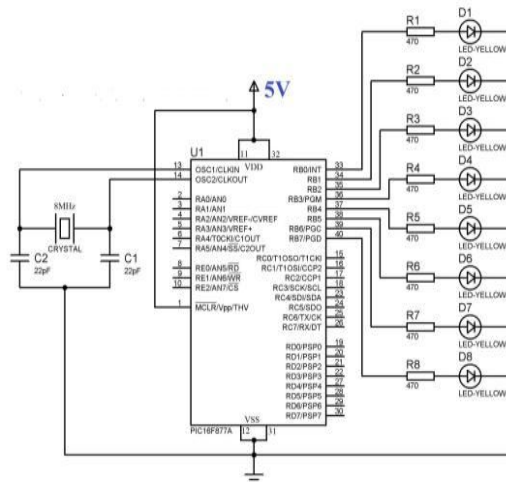 5V
U1
11
32
VDD
13
OSC1/CLKIN
14
OSC2/CLKOUT
2
RA0/AN0
3
RA1/AN1
4
RA2/AN2/VREF-/CVREF
5
RA3/AN3/VREF+
6
RA4/T0CKI/C1OUT
7
RA5/AN4/SS/C2OUT
8
RE0/AN5/RD
9
RE1/AN6/WR
10
RE2/AN7/CS
1
MCLR/Vpp/THV
RB0/INT
33
RB1
34
RB2
35
RB3/PGM
36
RB4
37
RB5
38
RB6/PGC
39
RB7/PGD
40
RC0/T1OSO/T1CKI
15
RC1/T1OSI/CCP2
16
RC2/CCP1
17
RC3/SCK/SCL
18
RC4/SDI/SDA
23
RC5/SDO
24
RC6/TX/CK
25
RC7/RX/DT
26
RD0/PSP0
19
RD1/PSP1
20
RD2/PSP2
21
RD3/PSP3
22
RD4/PSP4
27
RD5/PSP5
28
RD6/PSP6
29
RD7/PSP7
30
VSS
PIC16F877A
12
31
8MHz
CRYSTAL
C2
22pF
C1
22pF
R1
470
D1
LED-YELLOW
R2
470
D2
LED-YELLOW
R3
470
D3
LED-YELLOW
R4
470
D4
LED-YELLOW
R5
470
D5
LED-YELLOW
R6
470
D6
LED-YELLOW
R7
470
D7
LED-YELLOW
R8
470
D8
LED-YELLOW